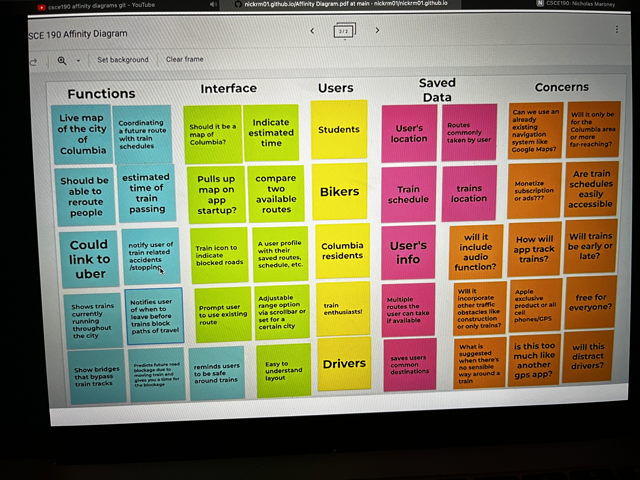 csce190 affinity diagrams git - YouTube
nickrm01.github.io/Affinity Diagram.pdf at main · nickrm01/nickrm01.github.io
CSCE190: Nicholas Maroney
SCE 190 Affinity Diagram
2/2
Set background
Clear frame
Functions
Interface
Users
Saved
Data
Concerns
Live map
of the city
of
Columbia
Coordinating
a future route
with train
schedules
Should it be a
map of
Columbia?
Indicate
estimated
time
Students
User's
location
Routes
commonly
taken by user
Can we use an
already
existing
navigation
system like
Google Maps?
Will it only be
for the
Columbia area
or more
far-reaching?
Should be
able to
reroute
people
estimated
time of
train
passing
Pulls up
map on
app
startup?
compare
two
available
routes
Bikers
Train
schedule
trains
location
Monetize
subscription
or ads???
Are train
schedules
easily
accessible
Could
link to
uber
notify user of
train related
accidents
/stopping
Train icon to
indicate
blocked roads
A user profile
with their
saved routes,
schedule, etc.
Columbia
residents
User's
info
will it
include
audio
function?
How will
app track
trains?
Will trains
be early or
late?
Shows trains
currently
running
throughout
the city
Notifies user
of when to
leave before
trains block
paths of travel
Prompt user
to use existing
route
Adjustable
range option
via scrollbar or
set for a
certain city
train
enthusiasts!
Multiple
routes the
user can take
if available
Will it
incorporate
other traffic
obstacles like
construction
or only trains?
Apple
exclusive
product or all
cell
phones/GPS
free for
everyone?
Show bridges
that bypass
train tracks
Predicts future road
blockage due to
moving train and
gives you a time for
the blockage
reminds users
to be safe
around trains
Easy to
understand
layout
Drivers
saves users
common
destinations
What is
suggested
when there's
no sensible
way around a
train
is this too
much like
another
gps app?
will this
distract
drivers?